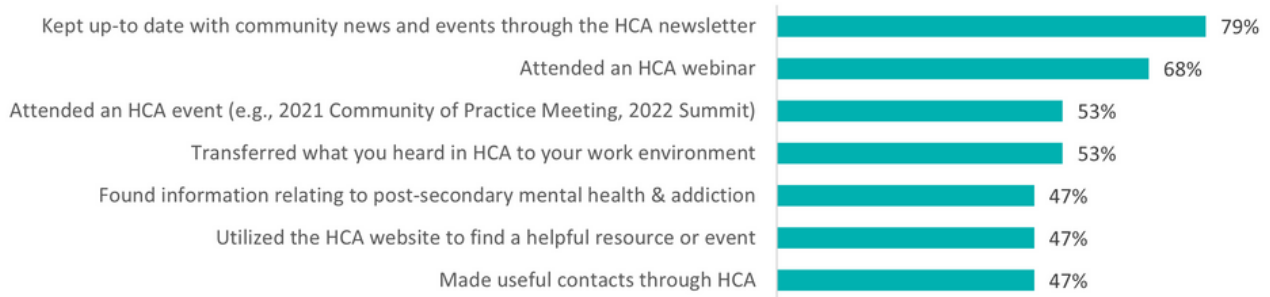 Kept up-to date with community news and events through the HCA newsletter 79%
Attended an HCA webinar 68%
Attended an HCA event (e.g., 2021 Community of Practice Meeting, 2022 Summit) 53%
Transferred what you heard in HCA to your work environment 53%
Found information relating to post-secondary mental health & addiction 47%
Utilized the HCA website to find a helpful resource or event 47%
Made useful contacts through HCA 47%